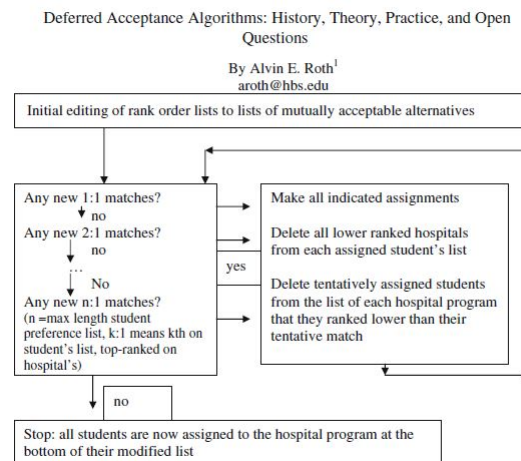 Deferred Acceptance Algorithms: History, Theory, Practice, and Open
Questions
By Alvin E. Roth1
aroth@hbs.edu
Initial editing of rank order lists to lists of mutually acceptable alternatives
Any new 1:1 matches?
no
Any new 2:1 matches?
no
...
No
Any new n:1 matches?
(n =max length student
preference list, k:1 means kth on
student's list, top-ranked on
hospital's)
yes
Make all indicated assignments
Delete all lower ranked hospitals
from each assigned student's list
Delete tentatively assigned students
from the list of each hospital program
that they ranked lower than their
tentative match
no
Stop: all students are now assigned to the hospital program at the
bottom of their modified list